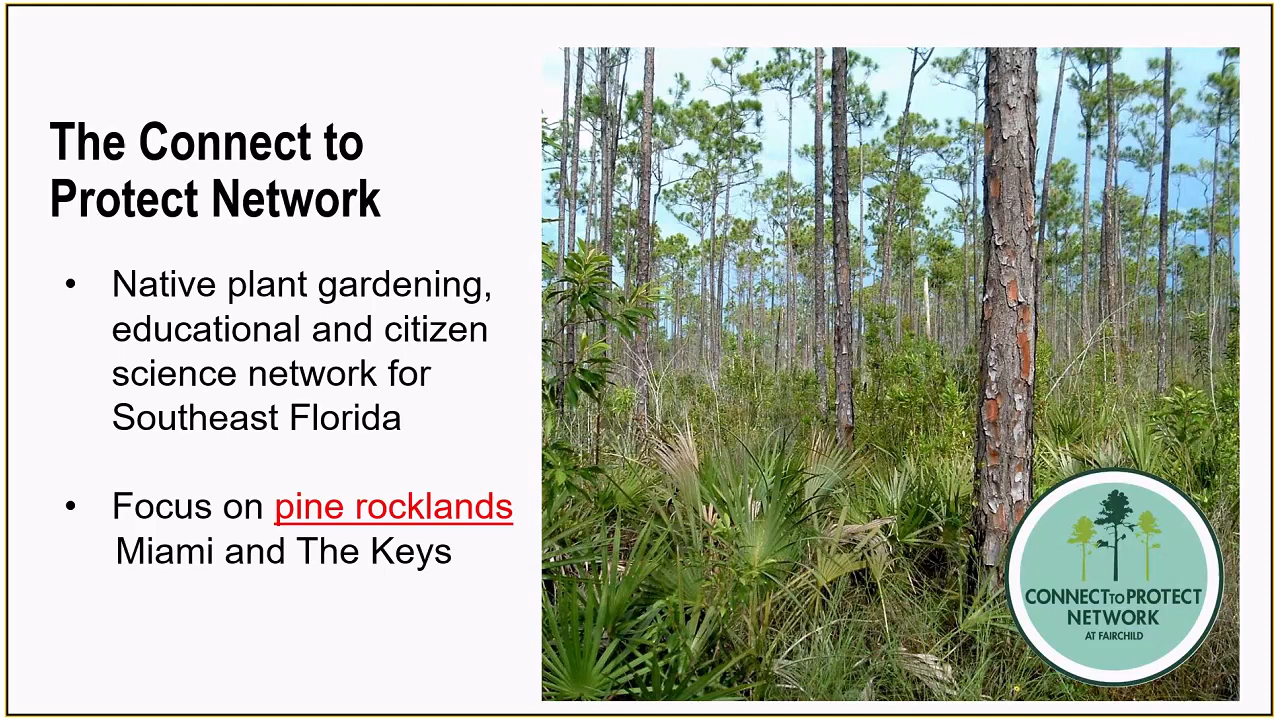 The Connect to
Protect Network
• Native plant gardening,
educational and citizen
science network for
Southeast Florida
• Focus on pine rocklands
Miami and The Keys
CONNECT TO PROTECT
NETWORK
AT FAIRCHILD